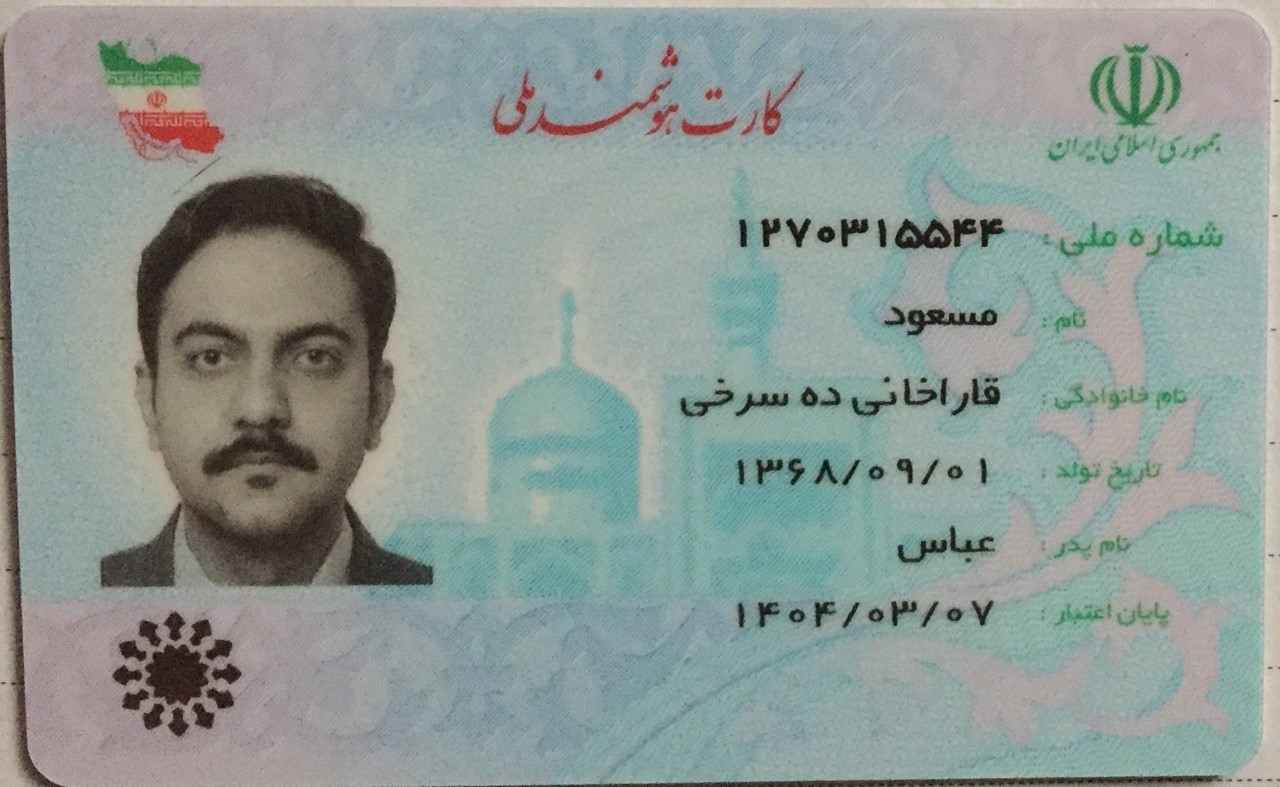 کارت هوشمند ملی
جمهوری اسلامی ایران
شماره ملی : ۱۲۷۰۳۱۵۵۴۴
نام : مسعود
نام خانوادگی : قاراخانی ده سرخی
تاریخ تولد : ۱۳۶۸/۰۹/۰۱
نام پدر : عباس
پایان اعتبار : ۱۴۰۴/۰۳/۰۷